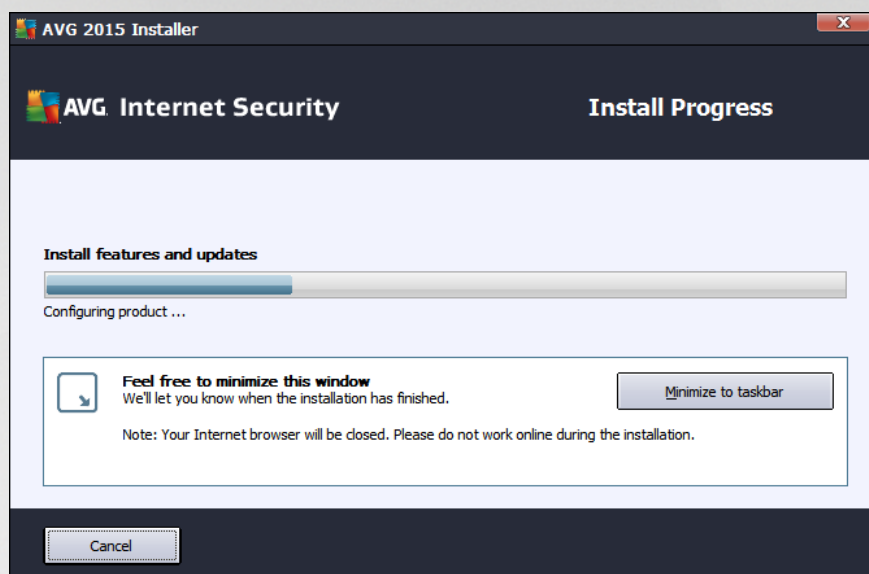 AVG 2015 Installer
AVG. Internet Security
Install Progress
Install features and updates
Configuring product ...
Feel free to minimize this window
We'll let you know when the installation has finished.
Minimize to taskbar
Note: Your Internet browser will be closed. Please do not work online during the installation.
Cancel